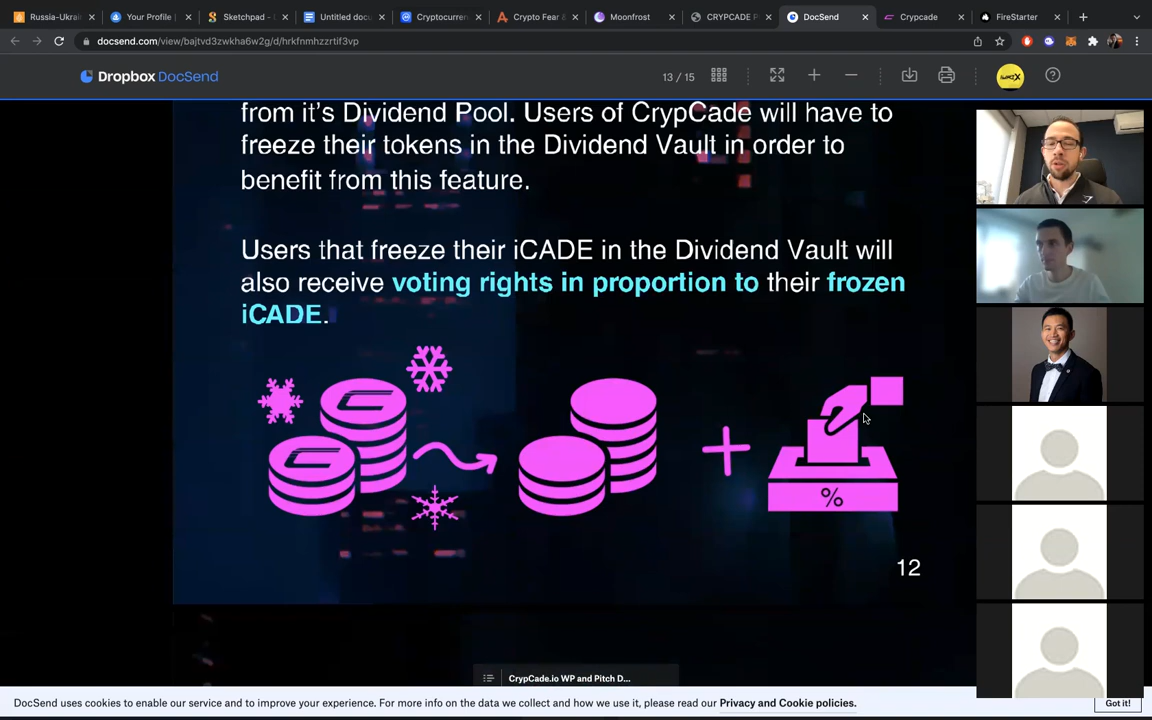 Russia-Ukrai
Your Profile |
Sketchpad - D
Untitled docu
Cryptocurren
Crypto Fear &
Moonfrost
CRYPCADE P
DocSend
Crypcade
FireStarter
docsend.com/view/bajtvd3zwkha6w2g/d/hrkfnmhzzrtif3vp
Dropbox DocSend
13 / 15
from it's Dividend Pool. Users of CrypCade will have to
freeze their tokens in the Dividend Vault in order to
benefit from this feature.
Users that freeze their iCADE in the Dividend Vault will
also receive voting rights in proportion to their frozen
iCADE.
%
12
CrypCade.io WP and Pitch D...
DocSend uses cookies to enable our service and to improve your experience. For more info on the data we collect and how we use it, please read our Privacy and Cookie policies.
Got it!